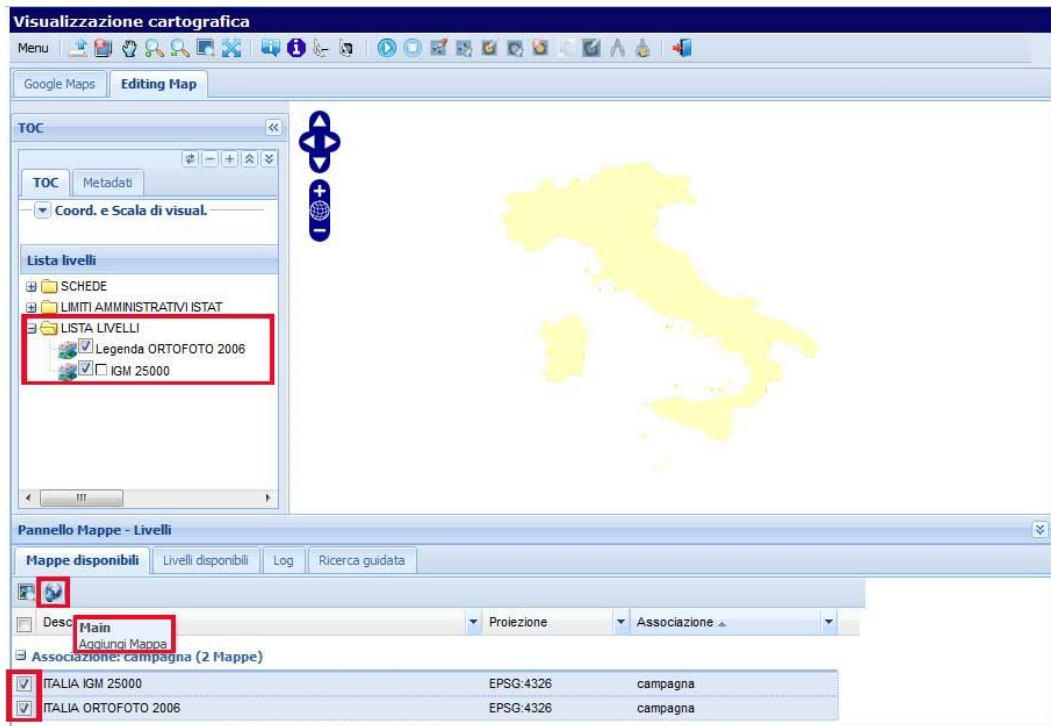 Visualizzazione cartografica
Menu
Google Maps Editing Map
TOC
TOC Metadati
Coord. e Scala di visual.
Lista livelli
SCHEDE
LIMITI AMMINISTRATIVI ISTAT
LISTA LIVELLI
Legenda ORTOFOTO 2006
IGM 25000
Pannello Mappe - Livelli
Mappe disponibili Livelli disponibili Log Ricerca guidata
Desc Proiezione Associazione
Main
Aggiungi Mappa
Associazione: campagna (2 Mappe)
ITALIA IGM 25000 EPSG:4326 campagna
ITALIA ORTOFOTO 2006 EPSG:4326 campagna